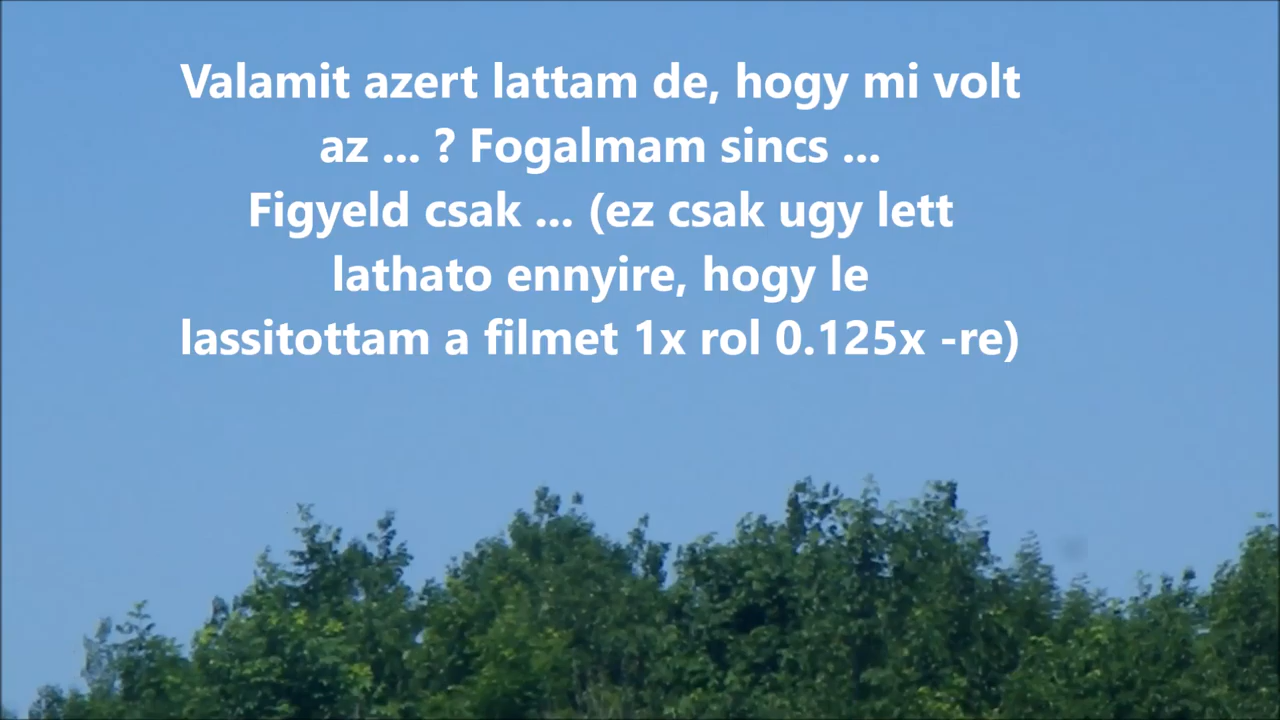 Valamit azert lattam de, hogy mi volt
az ... ? Fogalmam sincs ...
Figyeld csak ... (ez csak ugy lett
lathato ennyire, hogy le
lassitottam a filmet 1x rol 0.125x -re)